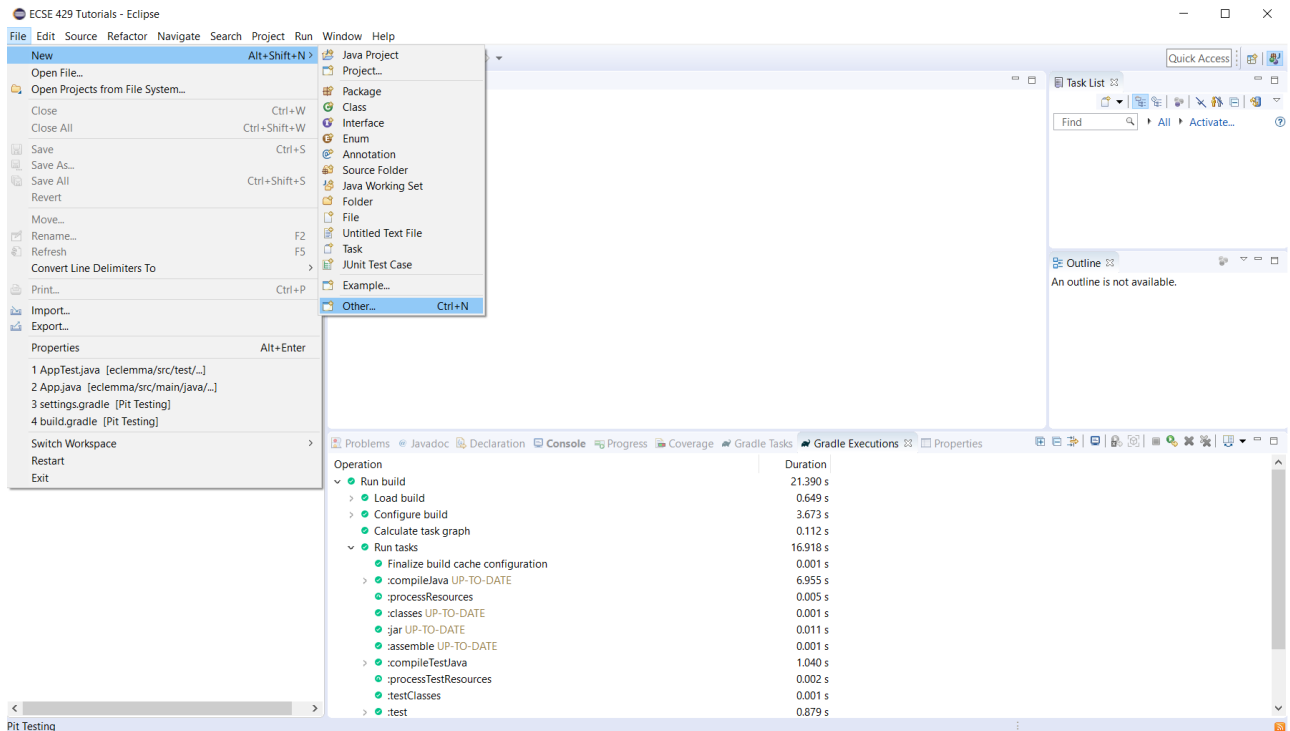 ECSE 429 Tutorials - Eclipse
File Edit Source Refactor Navigate Search Project Run Window Help
New Alt+Shift+N
Open File...
Open Projects from File System...
Close Ctrl+W
Close All Ctrl+Shift+W
Save Ctrl+S
Save As...
Save All Ctrl+Shift+S
Revert
Move...
Rename... F2
Refresh F5
Convert Line Delimiters To
Print... Ctrl+P
Import...
Export...
Properties Alt+Enter
1 AppTest.java [eclemma/src/test/...]
2 App.java [eclemma/src/main/java/...]
3 settings.gradle [Pit Testing]
4 build.gradle [Pit Testing]
Switch Workspace
Restart
Exit
Java Project
Project...
Package
Class
Interface
Enum
Annotation
Source Folder
Java Working Set
Folder
File
Untitled Text File
Task
JUnit Test Case
Example...
Other... Ctrl+N
Quick Access
Task List
Find All Activate...
Outline
An outline is not available.
Problems Javadoc Declaration Console Progress Coverage Gradle Tasks Gradle Executions Properties
Operation Duration
Run build 21.390 s
Load build 0.649 s
Configure build 3.673 s
Calculate task graph 0.112 s
Run tasks 16.918 s
Finalize build cache configuration 0.001 s
:compileJava UP-TO-DATE 6.955 s
:processResources 0.005 s
:classes UP-TO-DATE 0.001 s
:jar UP-TO-DATE 0.011 s
:assemble UP-TO-DATE 0.001 s
:compileTestJava 1.040 s
:processTestResources 0.002 s
:testClasses 0.001 s
:test 0.879 s
Pit Testing